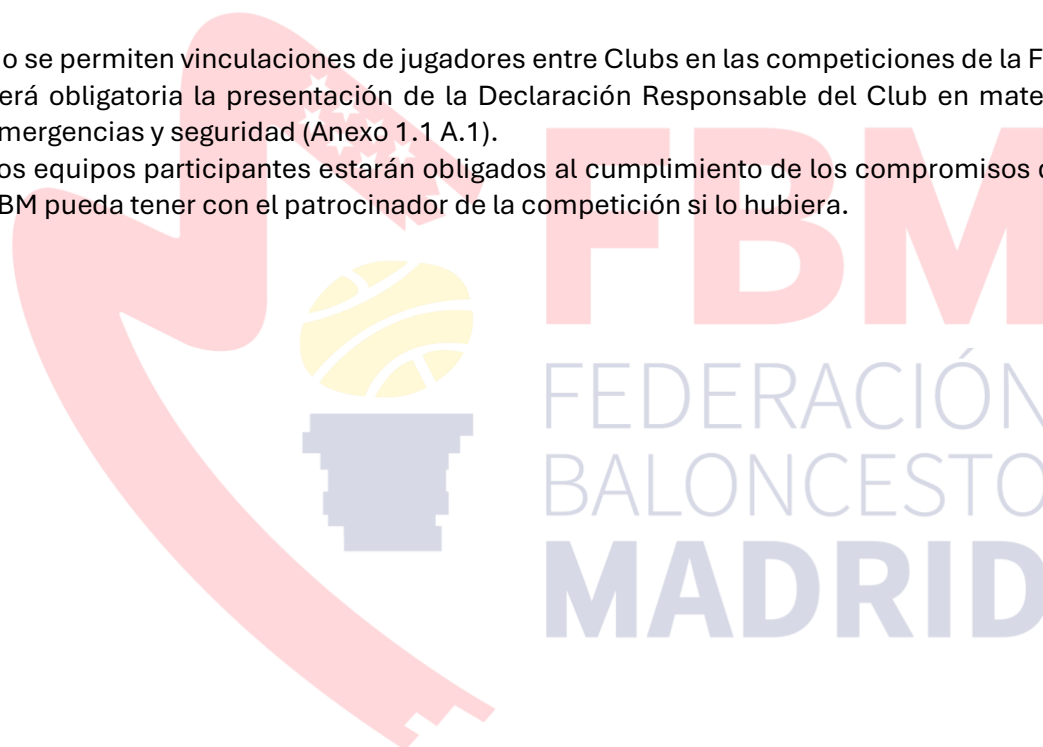 o se permiten vinculaciones de jugadores entre Clubs en las competiciones de la F
erá obligatoria la presentación de la Declaración Responsable del Club en mate
mergencias y seguridad (Anexo 1.1 A.1).
os equipos participantes estarán obligados al cumplimiento de los compromisos
BM pueda tener con el patrocinador de la competición si lo hubiera.
FBM
FEDERACIÓN
BALONCESTO
MADRID